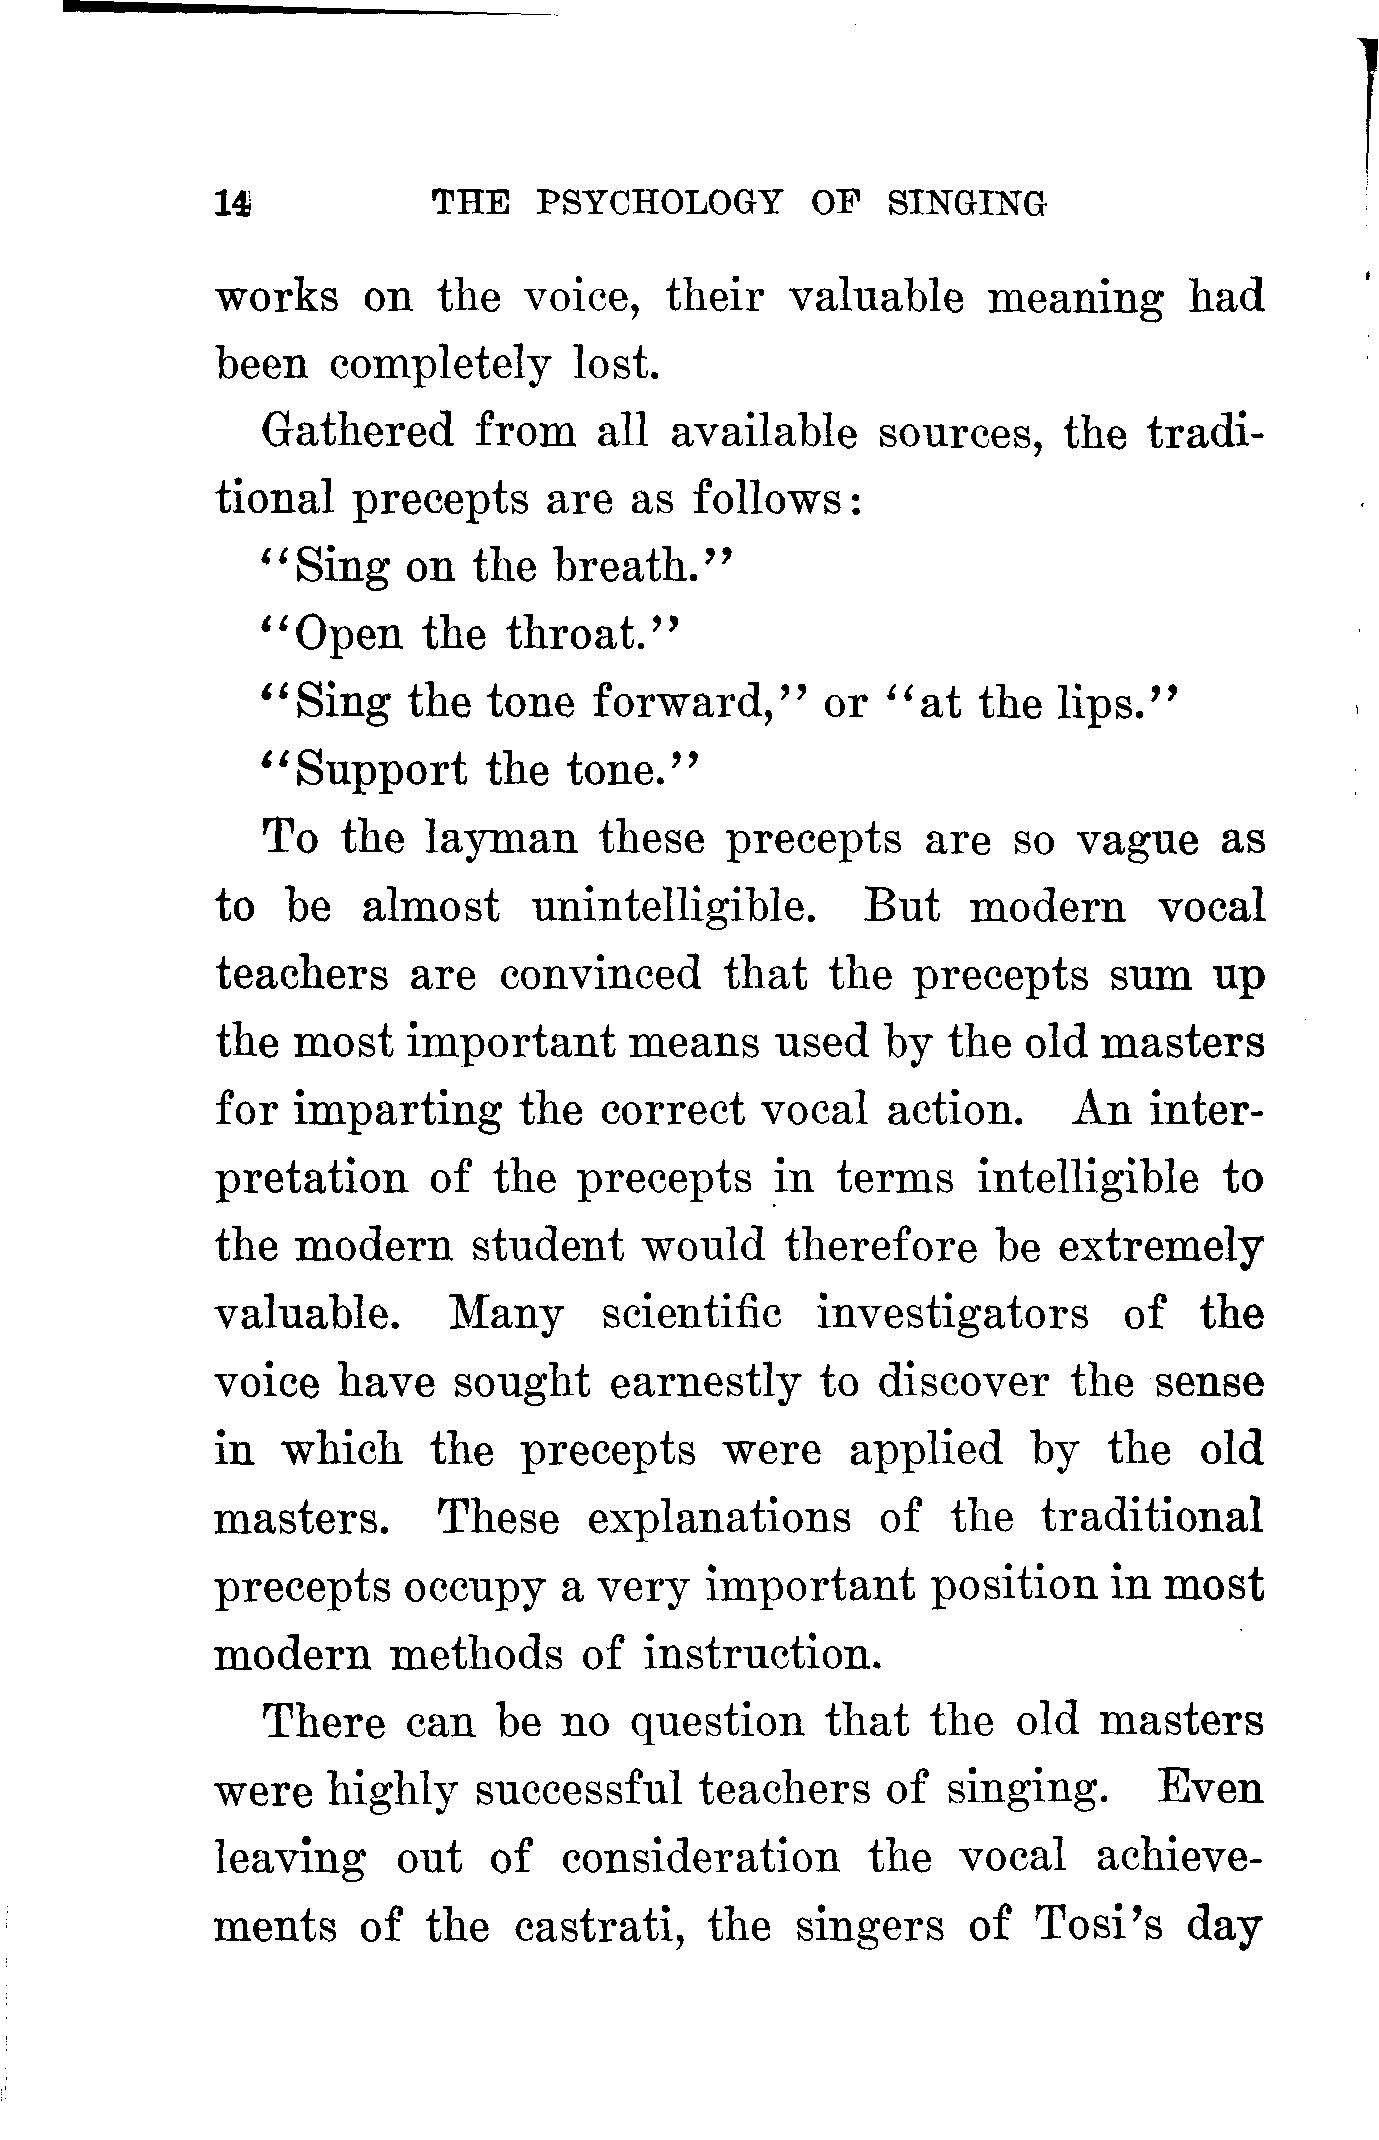 14 THE PSYCHOLOGY OF SINGING
works on the voice, their valuable meaning had
been completely lost.
Gathered from all available sources, the tradi-
tional precepts are as follows:
"Sing on the breath."
"Open the throat."
"Sing the tone forward," or "at the lips."
"Support the tone."
To the layman these precepts are so vague as
to be almost unintelligible. But modern vocal
teachers are convinced that the precepts sum up
the most important means used by the old masters
for imparting the correct vocal action. An inter-
pretation of the precepts in terms intelligible to
the modern student would therefore be extremely
valuable. Many scientific investigators of the
voice have sought earnestly to discover the sense
in which the precepts were applied by the old
masters. These explanations of the traditional
precepts occupy a very important position in most
modern methods of instruction.
There can be no question that the old masters
were highly successful teachers of singing. Even
leaving out of consideration the vocal achieve-
ments of the castrati, the singers of Tosi's day